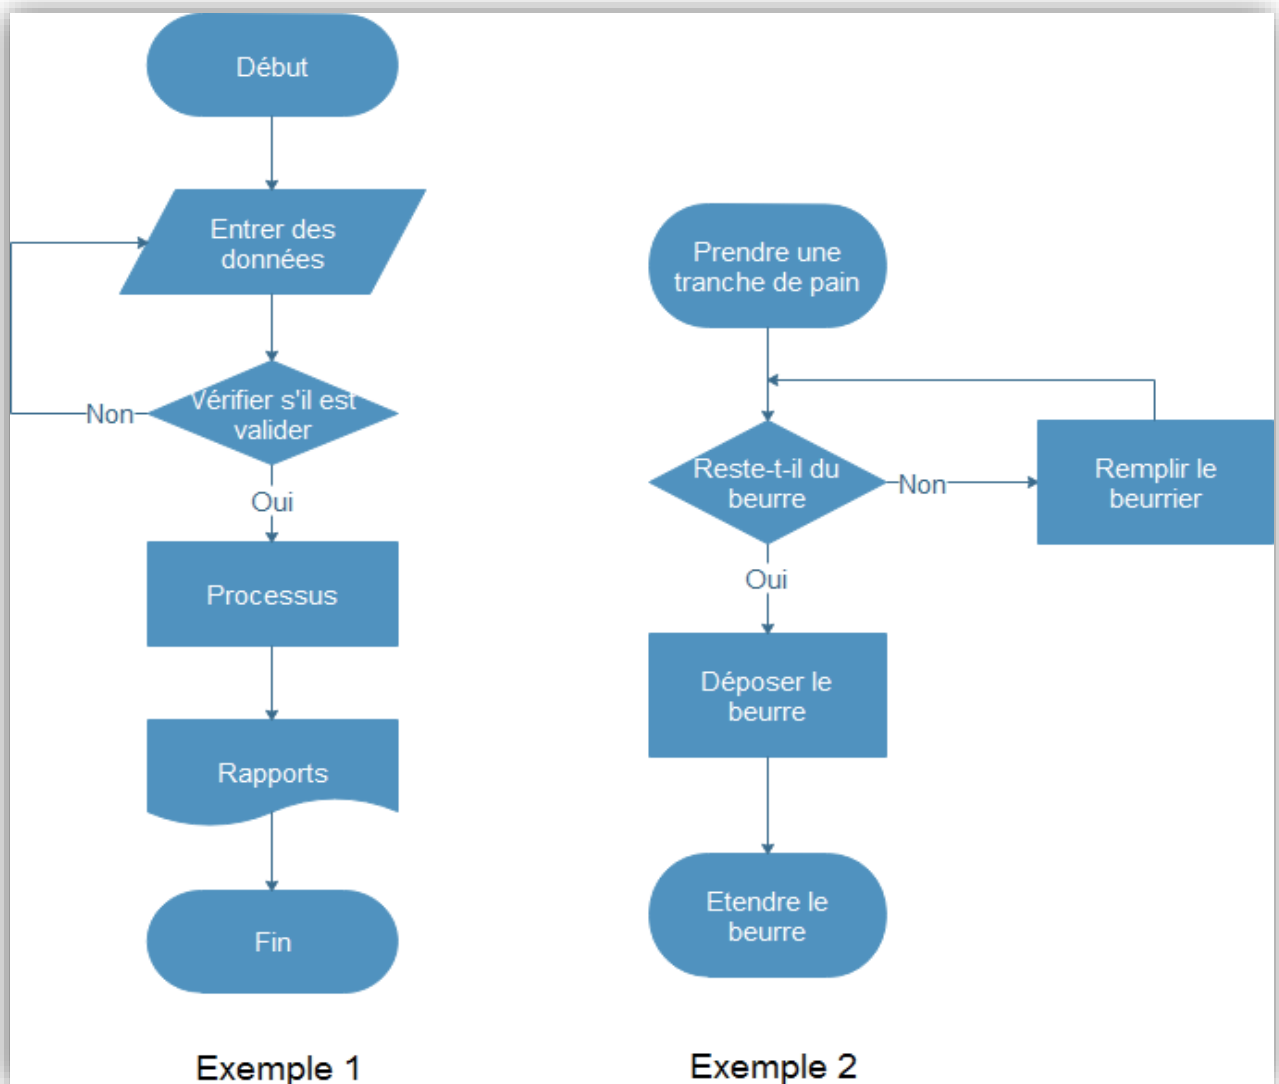 Début
Entrer des
données
Vérifier s'il est
valider
Non
Oui
Processus
Rapports
Fin
Exemple 1
Prendre une
tranche de pain
Reste-t-il du
beurre
Non
Remplir le
beurrier
Oui
Déposer le
beurre
Etendre le
beurre
Exemple 2